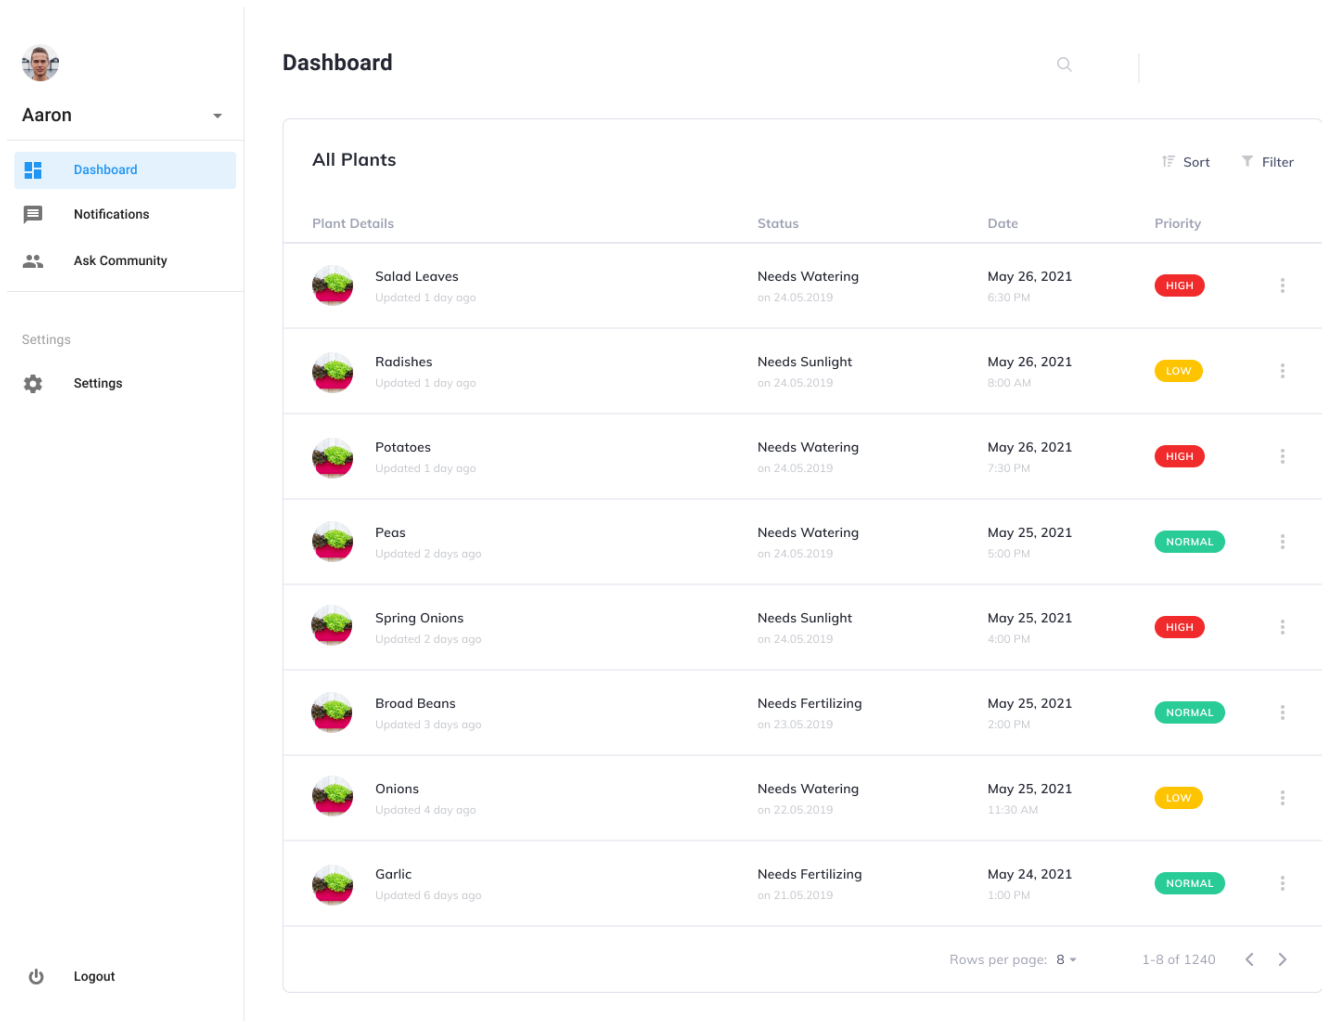 Aaron
Dashboard
Notifications
Ask Community
Settings
Settings
Logout
Dashboard
All Plants
Sort Filter
Plant Details Status Date Priority
Salad Leaves Needs Watering May 26, 2021 HIGH
Updated 1 day ago on 24.05.2019 6:30 PM
Radishes Needs Sunlight May 26, 2021 LOW
Updated 1 day ago on 24.05.2019 8:00 AM
Potatoes Needs Watering May 26, 2021 HIGH
Updated 1 day ago on 24.05.2019 7:30 PM
Peas Needs Watering May 25, 2021 NORMAL
Updated 2 days ago on 24.05.2019 5:00 PM
Spring Onions Needs Sunlight May 25, 2021 HIGH
Updated 2 days ago on 24.05.2019 4:00 PM
Broad Beans Needs Fertilizing May 25, 2021 NORMAL
Updated 3 days ago on 23.05.2019 2:00 PM
Onions Needs Watering May 25, 2021 LOW
Updated 4 day ago on 22.05.2019 11:30 AM
Garlic Needs Fertilizing May 24, 2021 NORMAL
Updated 6 days ago on 21.05.2019 1:00 PM
Rows per page: 8 1-8 of 1240